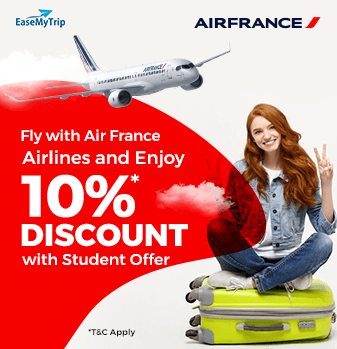 EaseMyTrip
AIRFRANCE
Fly with Air France
Airlines and Enjoy
10%*
DISCOUNT
with Student Offer
*T&C Apply